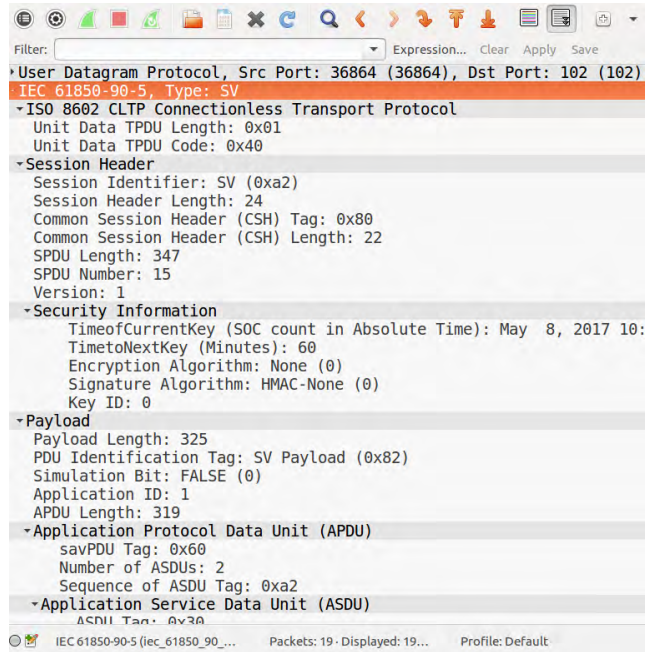 Filter:
Expression... Clear Apply Save
User Datagram Protocol, Src Port: 36864 (36864), Dst Port: 102 (102)
IEC 61850-90-5, Type: SV
ISO 8602 CLTP Connectionless Transport Protocol
Unit Data TPDU Length: 0x01
Unit Data TPDU Code: 0x40
Session Header
Session Identifier: SV (0xa2)
Session Header Length: 24
Common Session Header (CSH) Tag: 0x80
Common Session Header (CSH) Length: 22
SPDU Length: 347
SPDU Number: 15
Version: 1
Security Information
TimeofCurrentKey (SOC count in Absolute Time): May 8, 2017 10:
TimetoNextKey (Minutes): 60
Encryption Algorithm: None (0)
Signature Algorithm: HMAC-None (0)
Key ID: 0
Payload
Payload Length: 325
PDU Identification Tag: SV Payload (0x82)
Simulation Bit: FALSE (0)
Application ID: 1
APDU Length: 319
Application Protocol Data Unit (APDU)
savPDU Tag: 0x60
Number of ASDUs: 2
Sequence of ASDU Tag: 0xa2
Application Service Data Unit (ASDU)
ASDU Tag: 0x30
IEC 61850-90-5 (iec_61850_90_... Packets: 19 · Displayed: 19... Profile: Default